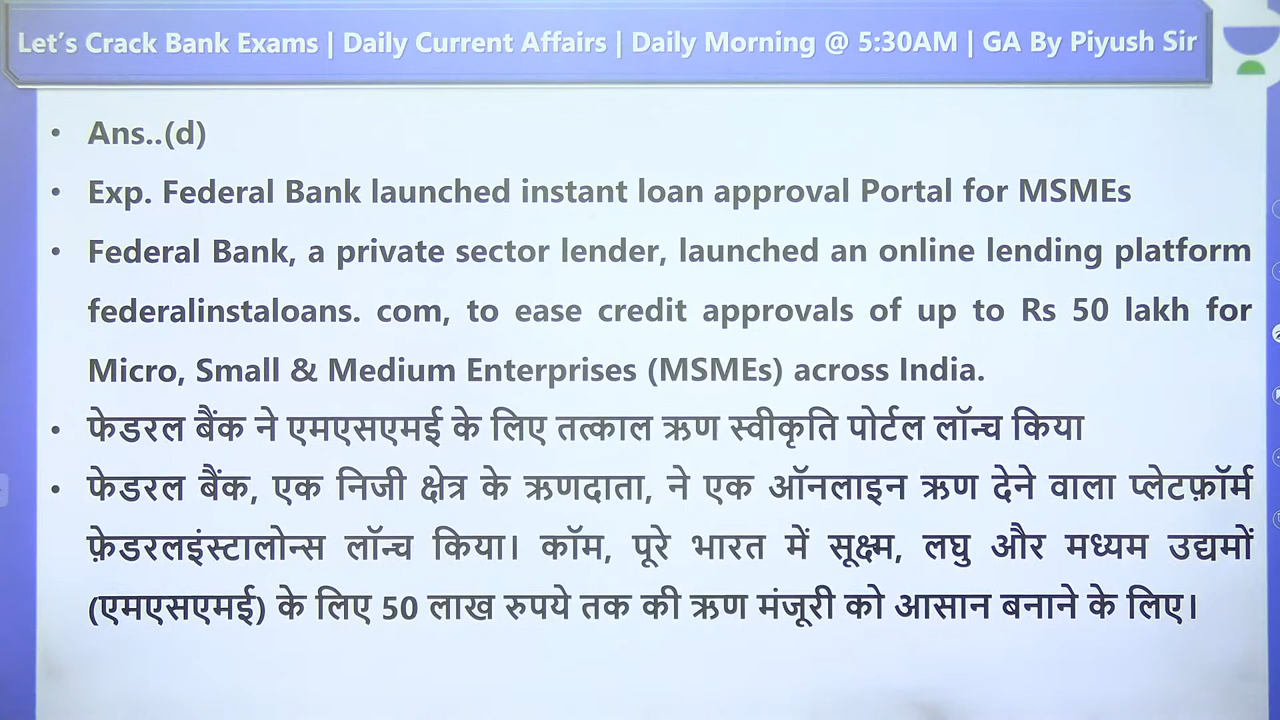 Let's Crack Bank Exams | Daily Current Affairs | Daily Morning @ 5:30AM | GA By Piyush Sir
• Ans..(d)
• Exp. Federal Bank launched instant loan approval Portal for MSMEs
• Federal Bank, a private sector lender, launched an online lending platform
federalinstaloans. com, to ease credit approvals of up to Rs 50 lakh for
Micro, Small & Medium Enterprises (MSMEs) across India.
• फेडरल बैंक ने एमएसएमई के लिए तत्काल ऋण स्वीकृति पोर्टल लॉन्च किया
• फ़ेडरल बैंक, एक निजी क्षेत्र के ऋणदाता, ने एक ऑनलाइन ऋण देने वाला प्लेटफ़ॉर्म
फ़ेडरलइंस्टालोन्स लॉन्च किया। कॉम, पूरे भारत में सूक्ष्म, लघु और मध्यम उद्यमों
(एमएसएमई) के लिए 50 लाख रुपये तक की ऋण मंजूरी को आसान बनाने के लिए।